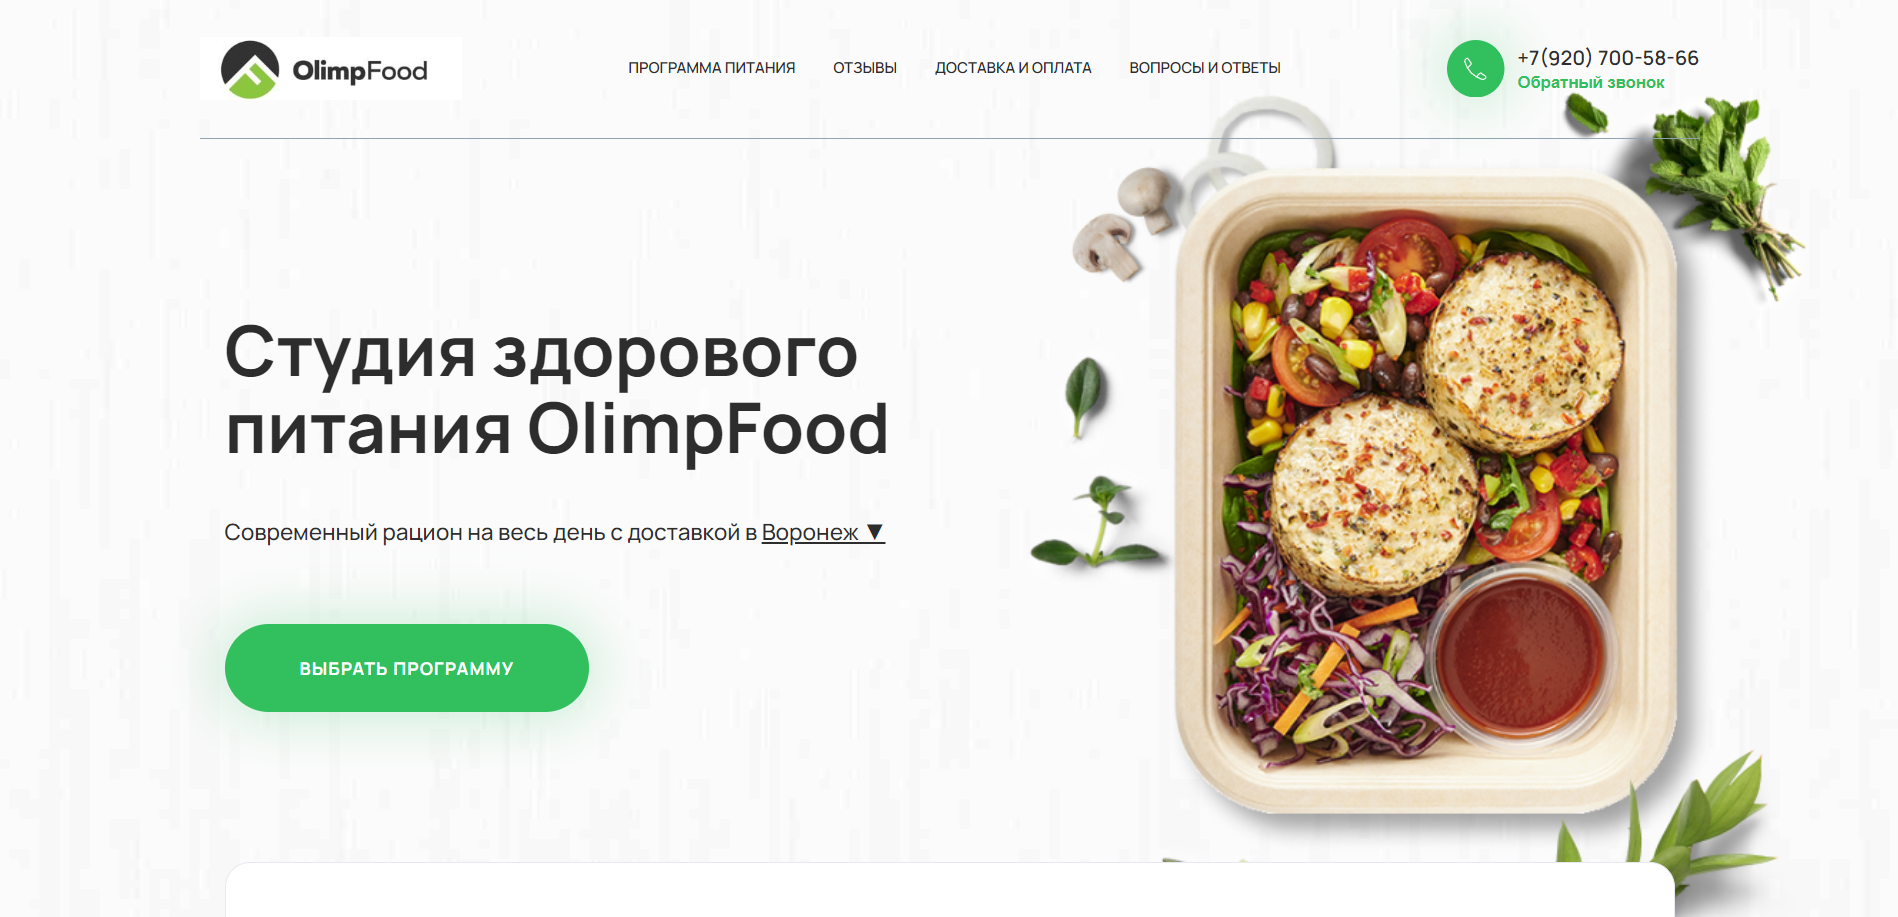 OlimpFood
ПРОГРАММА ПИТАНИЯ
ОТЗЫВЫ
ДОСТАВКА И ОПЛАТА
ВОПРОСЫ И ОТВЕТЫ
+7(920) 700-58-66
Обратный звонок
Студия здорового
питания OlimpFood
Современный рацион на весь день с доставкой в Воронеж ▼
ВЫБРАТЬ ПРОГРАММУ